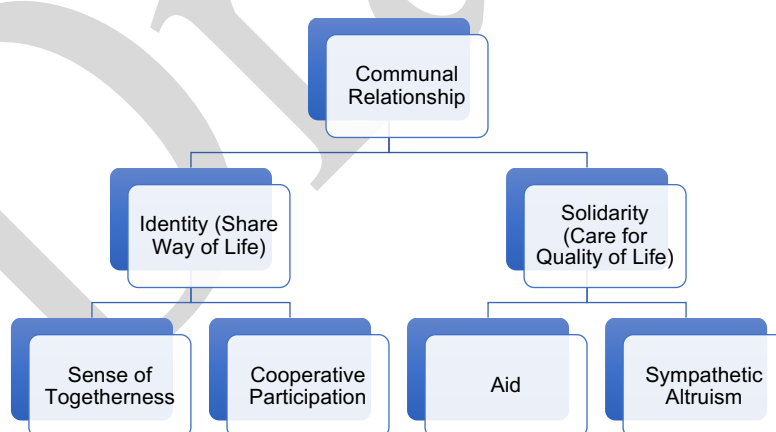 Communal
Relationship
Identity (Share
Way of Life)
Solidarity
(Care for
Quality of Life)
Sense of
Togetherness
Cooperative
Participation
Aid
Sympathetic
Altruism